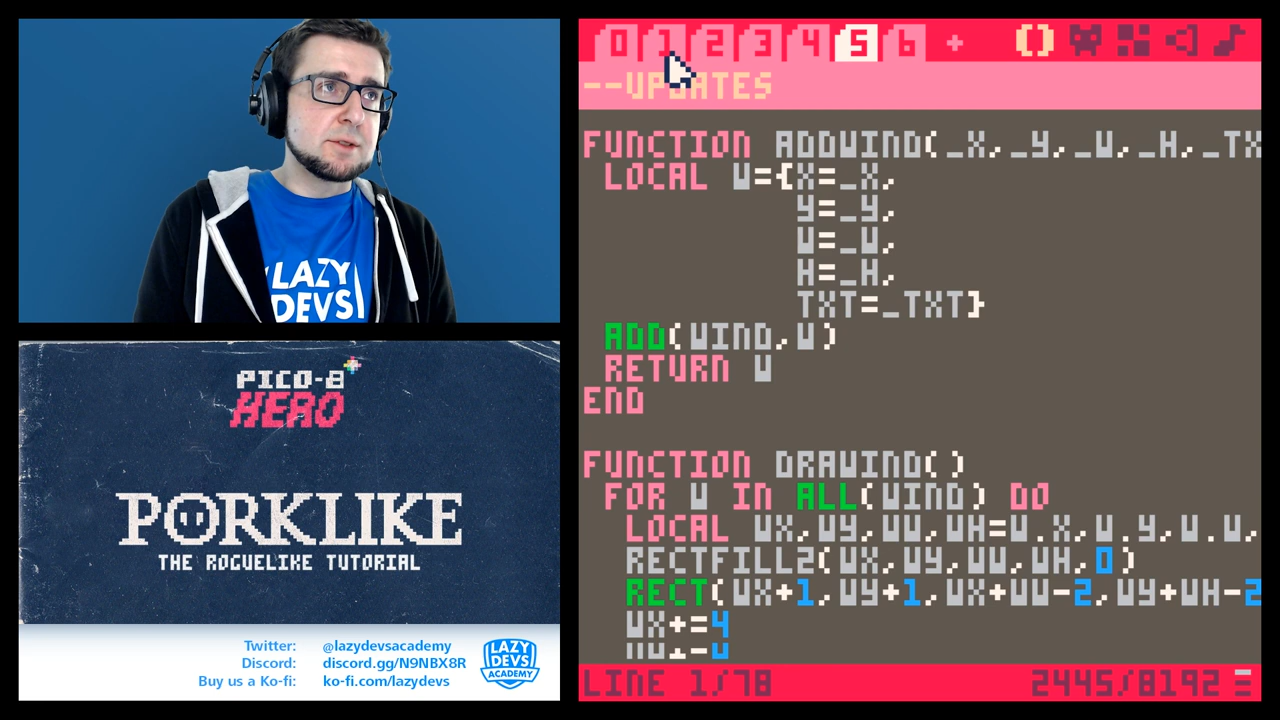 LAZY
DEVS
PICO-8
HERO
PORKLIKE
THE ROGUELIKE TUTORIAL
Twitter: @lazydevsacademy
Discord: discord.gg/N9NBX8R
Buy us a Ko-fi: ko-fi.com/lazydevs
LAZY
DEVS
ACADEMY
0 1 2 3 4 5 6 +
--UPDATES
FUNCTION ADDWIND(_X,_Y,_W,_H,_TX
LOCAL W={X=_X,
Y=_Y,
W=_W,
H=_H,
TXT=_TXT}
ADD(WIND,W)
RETURN W
END
FUNCTION DRAWIND()
FOR W IN ALL(WIND) DO
LOCAL WX,WY,WW,WH=W.X,W.Y,W.W,
RECTFILL2(WX,WY,WW,WH,0)
RECT(WX+1,WY+1,WX+WW-2,WY+WH-2
WX+=4
LINE 1/78
2445/8192